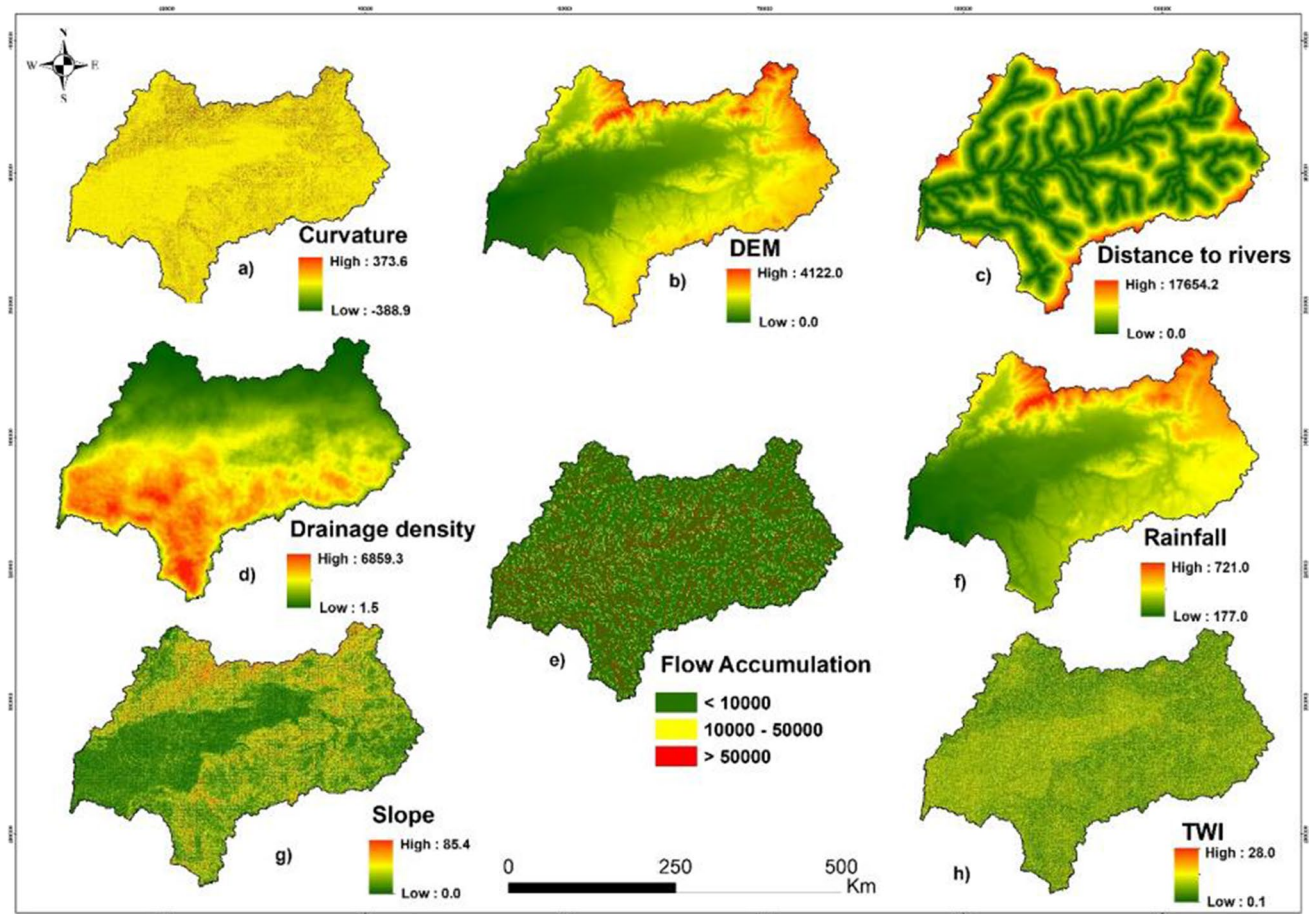 N
W E
S
Curvature
High : 373.6
a)
Low : -388.9
DEM
High : 4122.0
b)
Low : 0.0
Distance to rivers
c)
High : 17654.2
Low : 0.0
Drainage density
High : 6859.3
d)
Low : 1.5
Flow Accumulation
e)
< 10000
10000 - 50000
> 50000
Rainfall
High : 721.0
f)
Low : 177.0
Slope
High : 85.4
g)
Low : 0.0
0 250 500
Km
TWI
High : 28.0
h)
Low : 0.1